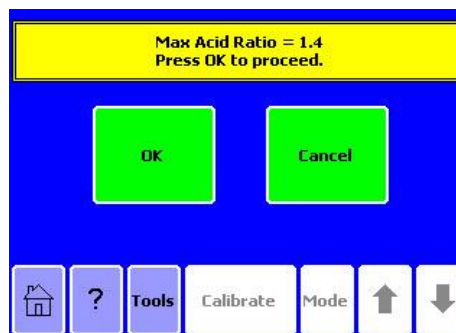 Max Acid Ratio = 1.4
Press OK to proceed.
OK
Cancel
?
Tools
Calibrate
Mode